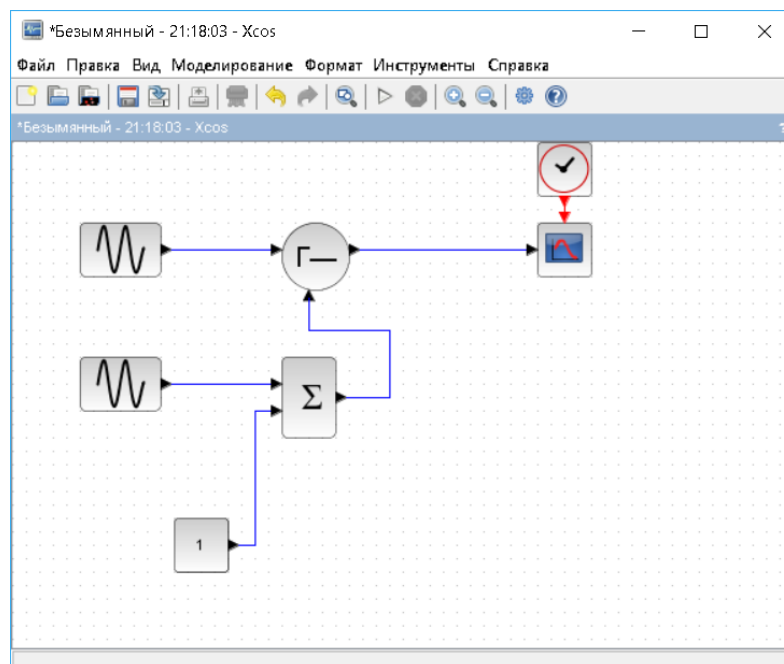 *Безымянный - 21:18:03 - Xcos
Файл Правка Вид Моделирование Формат Инструменты Справка
*Безымянный - 21:18:03 - Xcos
?
Σ
1